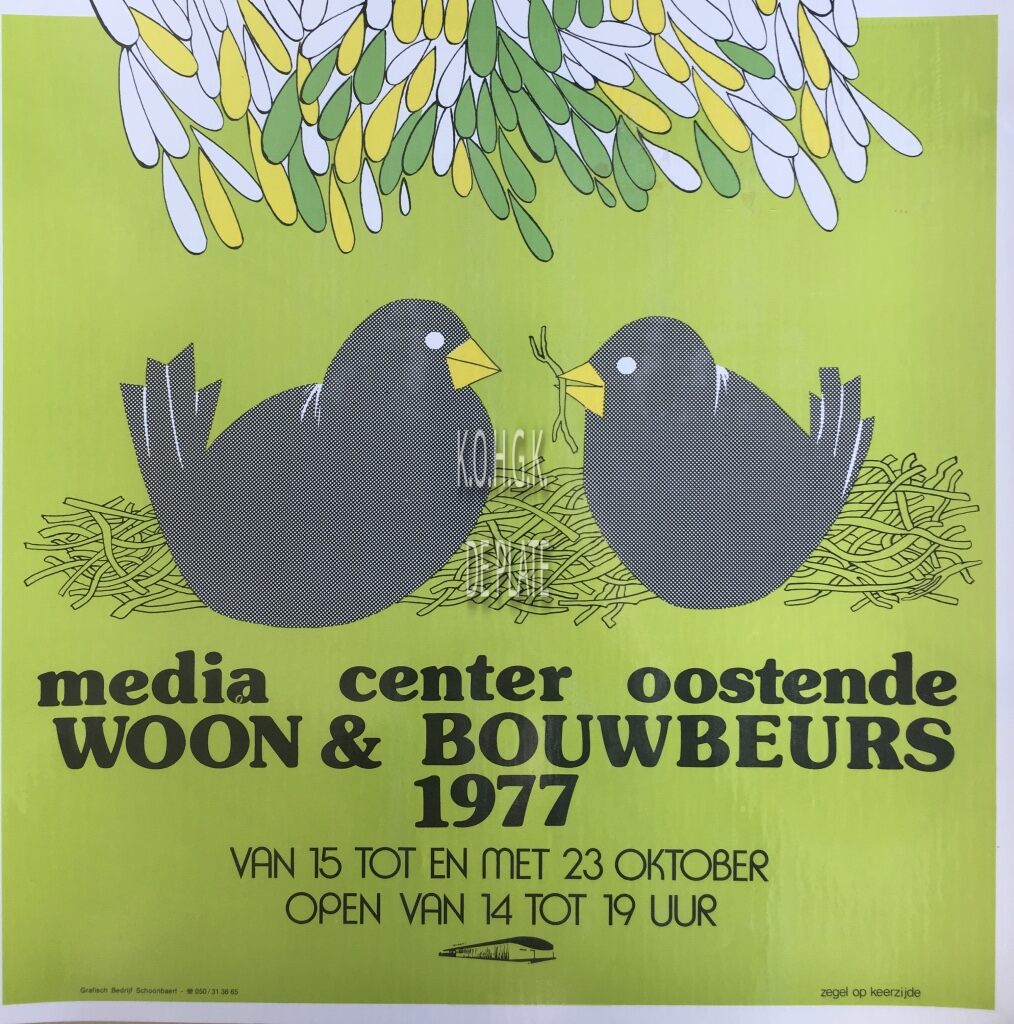 K.O.H.G.K.
DE PLATE
media center oostende
WOON & BOUWBEURS
1977
VAN 15 TOT EN MET 23 OKTOBER
OPEN VAN 14 TOT 19 UUR
Grafisch Bedrijf Schoonbaert - ☎ 050/31 36 65
zegel op keerzijde